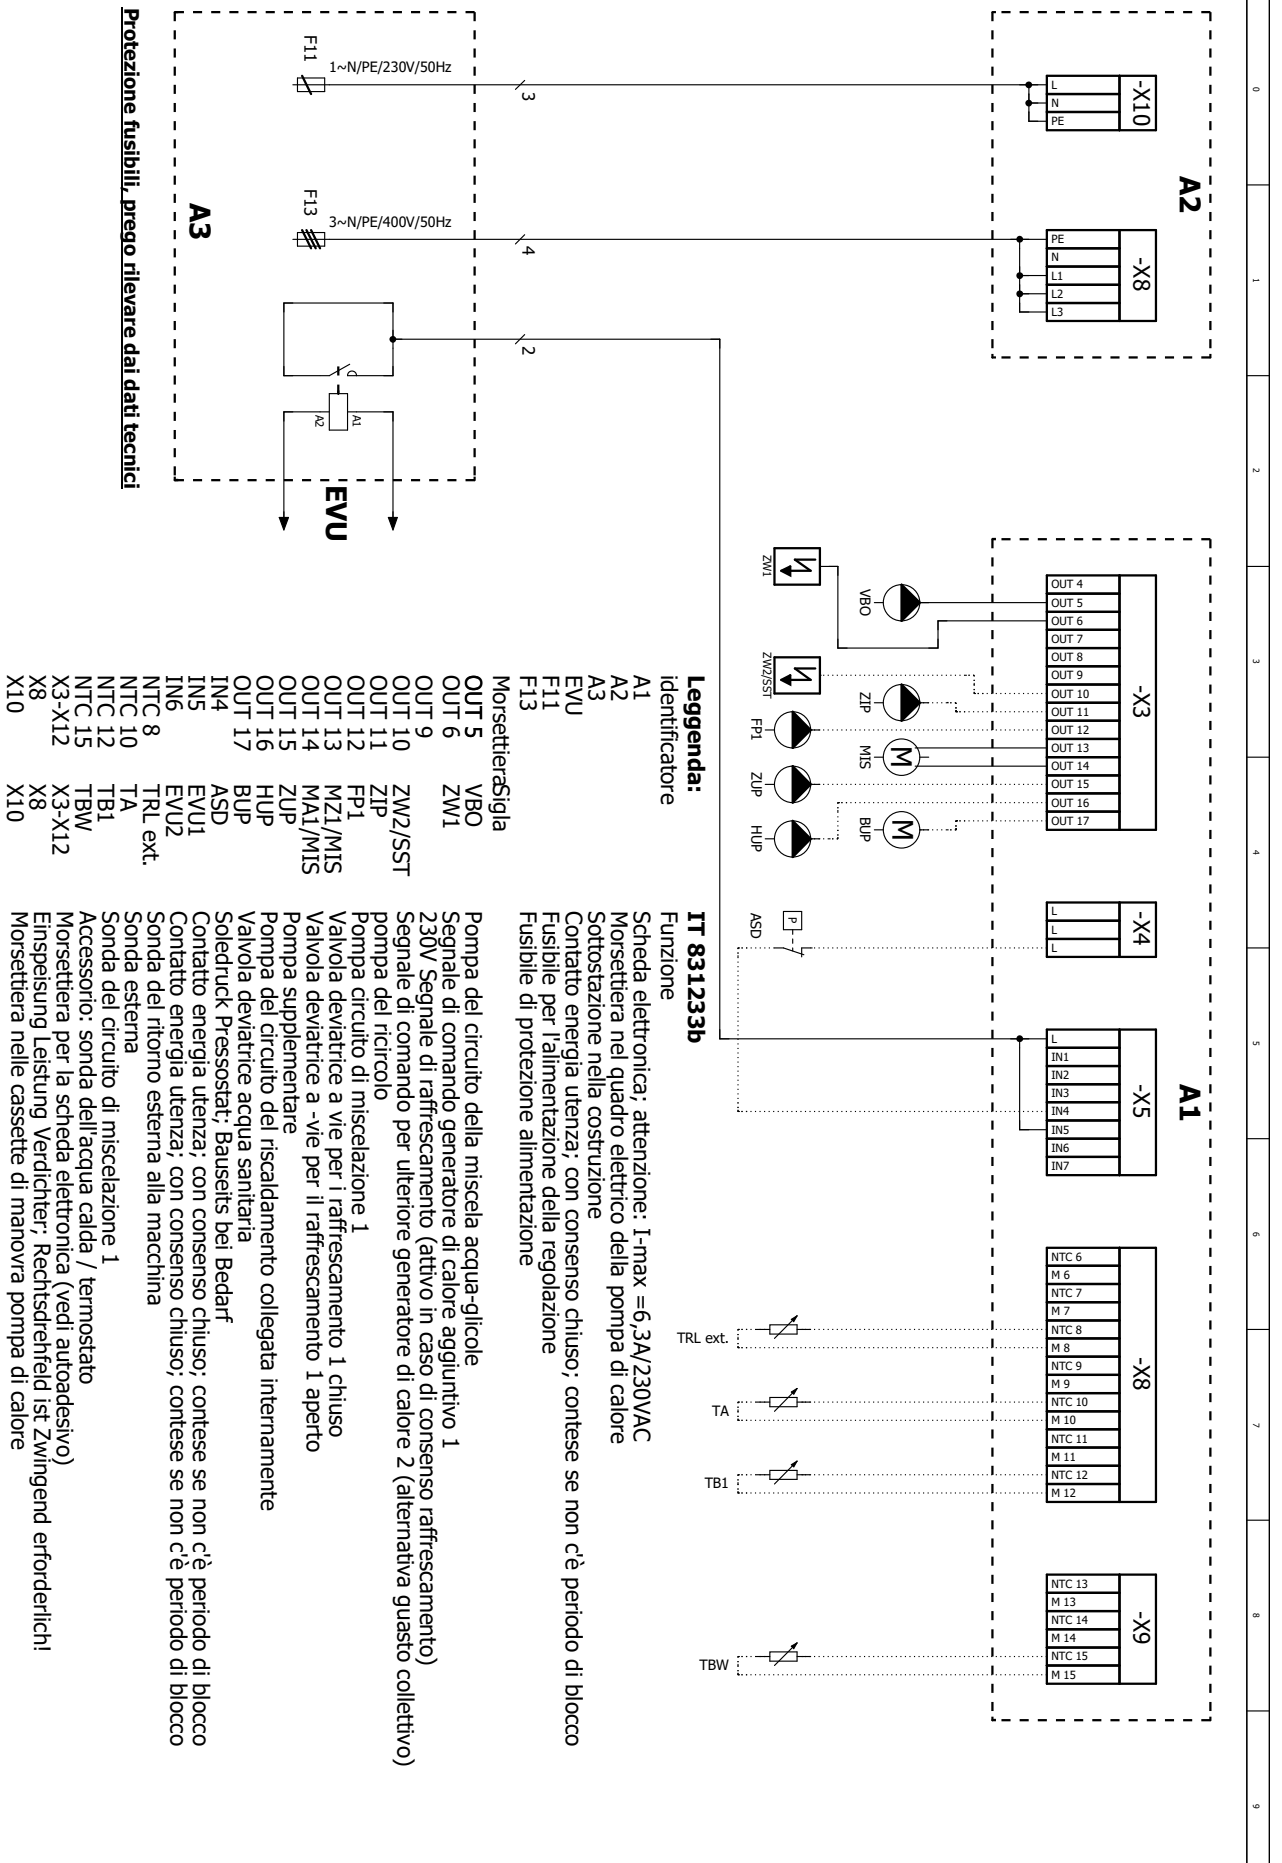 0
1
2
3
4
5
6
7
8
9
A2
-X10
L
N
PE
-X8
PE
N
L1
L2
L3
A1
-X3
OUT 4
OUT 5
OUT 6
OUT 7
OUT 8
OUT 9
OUT 10
OUT 11
OUT 12
OUT 13
OUT 14
OUT 15
OUT 16
OUT 17
-X4
L
L
L
-X5
L
IN1
IN2
IN3
IN4
IN5
IN6
IN7
-X8
NTC 6
M 6
NTC 7
M 7
NTC 8
M 8
NTC 9
M 9
NTC 10
M 10
NTC 11
M 11
NTC 12
M 12
-X9
NTC 13
M 13
NTC 14
M 14
NTC 15
M 15
VBO
ZIP
MIS
M
BUP
M
ZW1
ZW2/SST
FP1
ZUP
HUP
ASD
P
TRL ext.
TA
TB1
TBW
3
4
2
F11
1~N/PE/230V/50Hz
F13
3~N/PE/400V/50Hz
A1
A2
EVU
A3
Protezione fusibili, prego rilevare dai dati tecnici
Leggenda: IT 831233b
identificatore Funzione
A1 Scheda elettronica; attenzione: I-max =6,3A/230VAC
A2 Morsettiera nel quadro elettrico della pompa di calore
A3 Sottostazione nella costruzione
EVU Contatto energia utenza; con consenso chiuso; contese se non c'è periodo di blocco
F11 Fusibile per l'alimentazione della regolazione
F13 Fusibile di protezione alimentazione
MorsettieraSigla
OUT 5 VBO Pompa del circuito della miscela acqua-glicole
OUT 6 ZW1 Segnale di comando generatore di calore aggiuntivo 1
OUT 9 230V Segnale di raffrescamento (attivo in caso di consenso raffrescamento)
OUT 10 ZW2/SST Segnale di comando per ulteriore generatore di calore 2 (alternativa guasto collettivo)
OUT 11 ZIP pompa del ricircolo
OUT 12 FP1 Pompa circuito di miscelazione 1
OUT 13 MZ1/MIS Valvola deviatrice a vie per i raffrescamento 1 chiuso
OUT 14 MA1/MIS Valvola deviatrice a -vie per il raffrescamento 1 aperto
OUT 15 ZUP Pompa supplementare
OUT 16 HUP Pompa del circuito del riscaldamento collegata internamente
OUT 17 BUP Valvola deviatrice acqua sanitaria
IN4 ASD Soledruck Pressostat; Bauseits bei Bedarf
IN5 EVU1 Contatto energia utenza; con consenso chiuso; contese se non c'è periodo di blocco
IN6 EVU2 Contatto energia utenza; con consenso chiuso; contese se non c'è periodo di blocco
NTC 8 TRL ext. Sonda del ritorno esterna alla macchina
NTC 10 TA Sonda esterna
NTC 12 TB1 Sonda del circuito di miscelazione 1
NTC 15 TBW Accessorio: sonda dell'acqua calda / termostato
X3-X12 X3-X12 Morsettiera per la scheda elettronica (vedi autoadesivo)
X8 X8 Einspeisung Leistung Verdichter; Rechtsdrehfeld ist Zwingend erforderlich!
X10 X10 Morsettiera nelle cassette di manovra pompa di calore